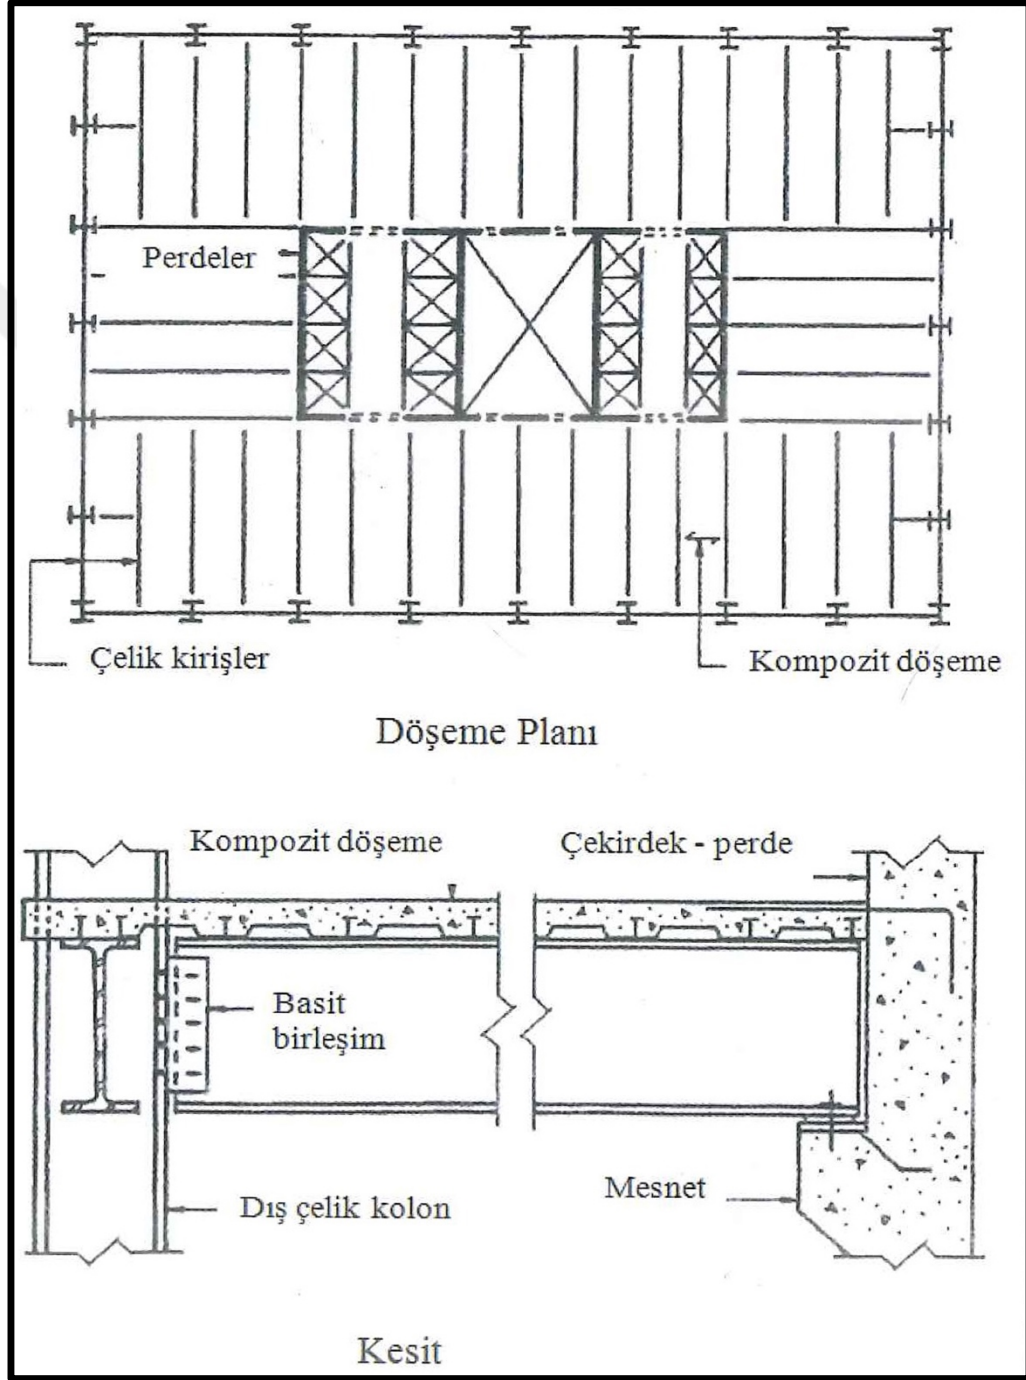 Perdeler
Çelik kirişler
Kompozit döşeme
Döşeme Planı
Kompozit döşeme
Çekirdek - perde
Basit
birleşim
Mesnet
Dış çelik kolon
Kesit